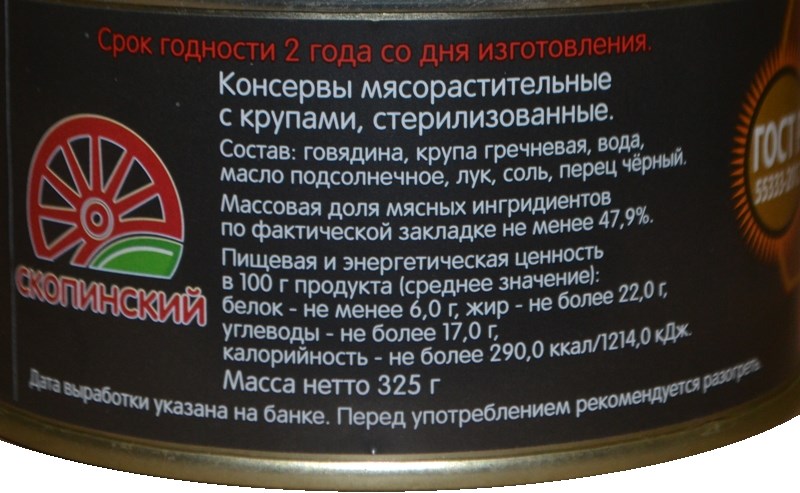 Срок годности 2 года со дня изготовления.
Консервы мясорастительные
с крупами, стерилизованные.
Состав: говядина, крупа гречневая, вода,
масло подсолнечное, лук, соль, перец чёрный.
Массовая доля мясных ингридиентов
по фактической закладке не менее 47,9%.
Пищевая и энергетическая ценность
в 100 г продукта (среднее значение):
белок - не менее 6,0 г, жир - не более 22,0 г,
углеводы - не более 17,0 г,
калорийность - не более 290,0 ккал/1214,0 кДж.
Масса нетто 325 г
Дата выработки указана на банке. Перед употреблением рекомендуется разогреть.
СКОПИНСКИЙ
ГОСТ
55333-20